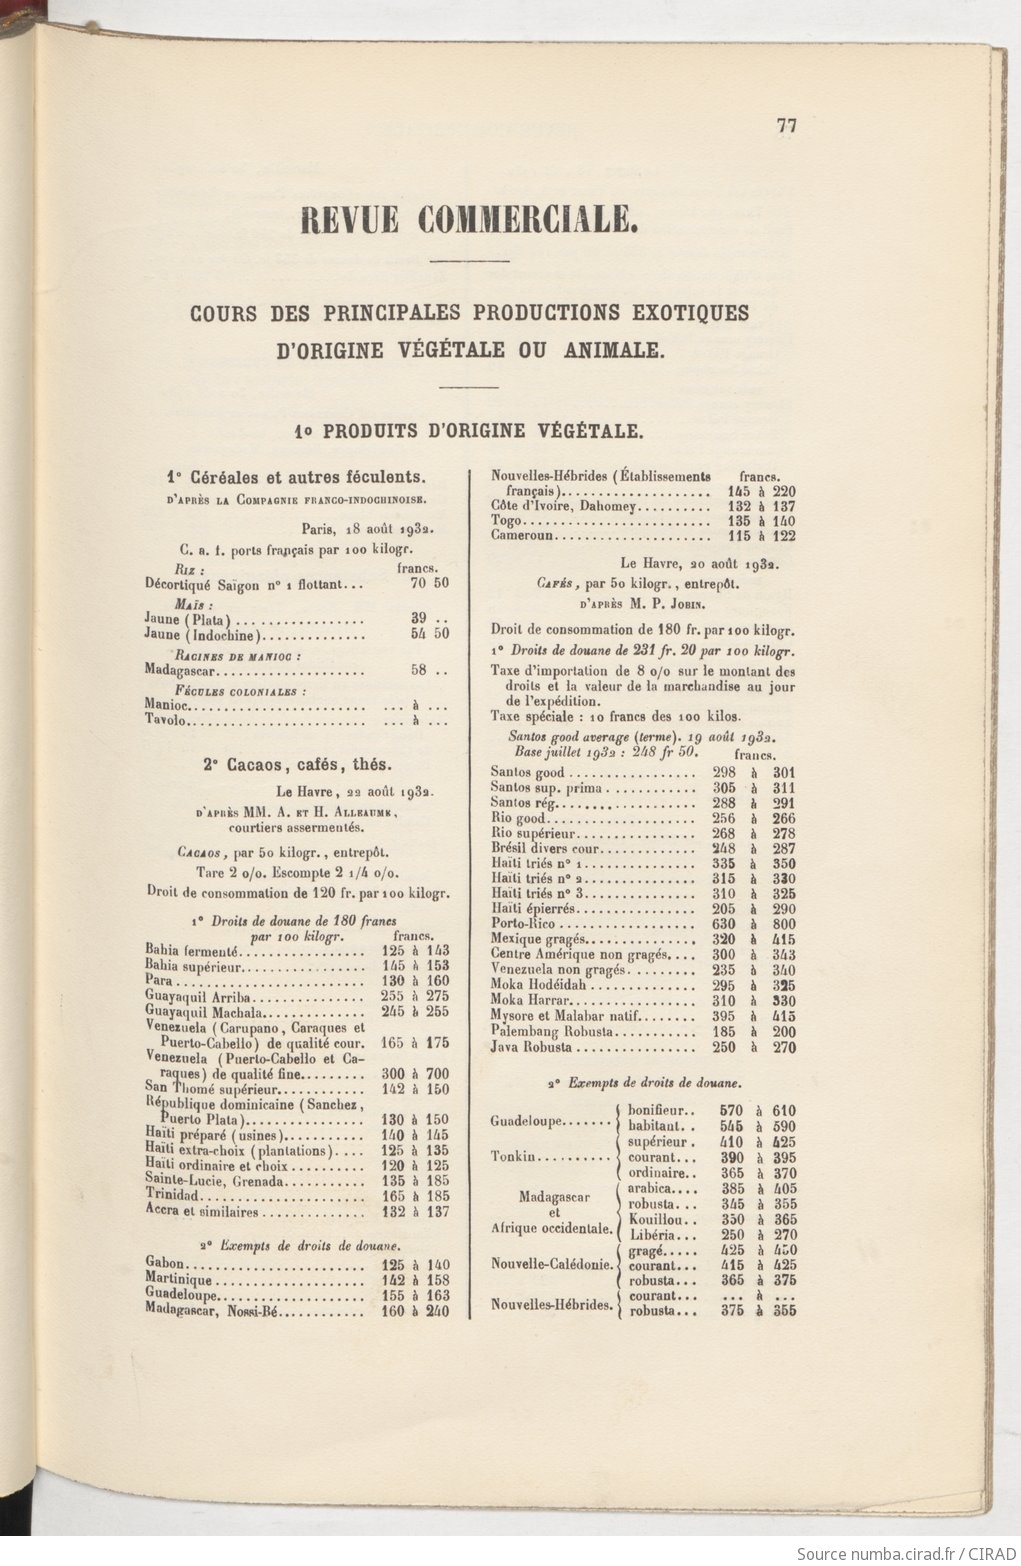 77
REVUE COMMERCIALE.
COURS DES PRINCIPALES PRODUCTIONS EXOTIQUES
D'ORIGINE VÉGÉTALE OU ANIMALE.
1o PRODUITS D'ORIGINE VÉGÉTALE.
1° Céréales et autres féculents.
D'APRÈS LA COMPAGNIE FRANCO-INDOCHINOISE.
Paris, 18 août 1932.
C. a. f. ports français par 100 kilogr.
RIZ : francs.
Décortiqué Saïgon n° 1 flottant... 70 50
MAÏS :
Jaune (Plata) ................ 39 ..
Jaune (Indochine)............. 54 50
RACINES DE MANIOC :
Madagascar................... 58 ..
FÉCULES COLONIALES :
Manioc....................... ... à ...
Tavolo....................... ... à ...
2° Cacaos, cafés, thés.
Le Havre, 22 août 1932.
D'APRÈS MM. A. ET H. ALLEAUME,
courtiers assermentés.
CACAOS, par 50 kilogr., entrepôt.
Tare 2 o/o. Escompte 2 1/4 o/o.
Droit de consommation de 120 fr. par 100 kilogr.
1° Droits de douane de 180 francs
par 100 kilogr. francs.
Bahia fermenté................ 125 à 143
Bahia supérieur................ 145 à 153
Para ........................ 130 à 160
Guayaquil Arriba.............. 255 à 275
Guayaquil Machala............. 245 à 255
Venezuela (Carupano, Caraques et
Puerto-Cabello) de qualité cour. 165 à 175
Venezuela (Puerto-Cabello et Ca-
raques) de qualité fine......... 300 à 700
San Thomé supérieur........... 142 à 150
République dominicaine (Sanchez,
Puerto Plata)............... 130 à 150
Haïti préparé (usines).......... 140 à 145
Haïti extra-choix (plantations).... 125 à 135
Haïti ordinaire et choix.......... 120 à 125
Sainte-Lucie, Grenada.......... 135 à 185
Trinidad..................... 165 à 185
Accra et similaires ............. 132 à 137
2° Exempts de droits de douane.
Gabon....................... 125 à 140
Martinique ................... 142 à 158
Guadeloupe................... 155 à 163
Madagascar, Nossi-Bé........... 160 à 240
Nouvelles-Hébrides (Établissements francs.
français)................... 145 à 220
Côte d'Ivoire, Dahomey.......... 132 à 137
Togo........................ 135 à 140
Cameroun.................... 115 à 122
Le Havre, 20 août 1932.
CAFÉS, par 50 kilogr., entrepôt.
D'APRÈS M. P. JOBIN.
Droit de consommation de 180 fr. par 100 kilogr.
1° Droits de douane de 231 fr. 20 par 100 kilogr.
Taxe d'importation de 8 o/o sur le montant des
droits et la valeur de la marchandise au jour
de l'expédition.
Taxe spéciale : 10 francs des 100 kilos.
Santos good average (terme). 19 août 1932.
Base juillet 1932 : 248 fr 50. francs.
Santos good ................. 298 à 301
Santos sup. prima ............ 305 à 311
Santos rég.................. 288 à 291
Rio good................... 256 à 266
Rio supérieur............... 268 à 278
Brésil divers cour............ 248 à 287
Haïti triés n° 1.............. 335 à 350
Haïti triés n° 2.............. 315 à 330
Haïti triés n° 3.............. 310 à 325
Haïti épierrés............... 205 à 290
Porto-Rico ................. 630 à 800
Mexique gragés.............. 320 à 415
Centre Amérique non gragés.... 300 à 343
Venezuela non gragés......... 235 à 340
Moka Hodéidah ............. 295 à 325
Moka Harrar................ 310 à 330
Mysore et Malabar natif........ 395 à 415
Palembang Robusta........... 185 à 200
Java Robusta ............... 250 à 270
2° Exempts de droits de douane.
bonifieur.. 570 à 610
Guadeloupe.......
habitant. . 545 à 590
supérieur . 410 à 425
Tonkin.......... courant... 390 à 395
ordinaire.. 365 à 370
arabica.... 385 à 405
Madagascar robusta... 345 à 355
et Kouillou.. 350 à 365
Afrique occidentale. Libéria... 250 à 270
gragé..... 425 à 450
Nouvelle-Calédonie. courant... 415 à 425
robusta... 365 à 375
courant... ... à ...
Nouvelles-Hébrides.
robusta... 375 à 355
Source numba.cirad.fr / CIRAD